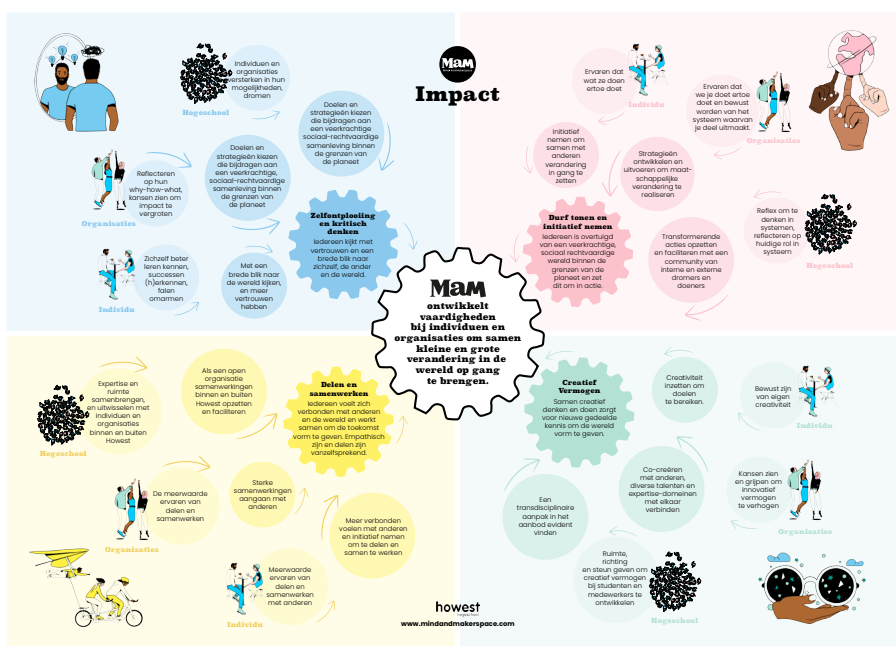 Mam
Impact
Individuen en
organisaties
versterken in hun
mogelijkheden,
dromen
Hogeschool
Doelen en
strategieën kiezen
die bijdragen aan
een veerkrachtige
sociaal-rechtvaardige
samenleving binnen
de grenzen van
de planeet
Doelen en
strategieën kiezen
die bijdragen aan
een veerkrachtige,
sociaal-rechtvaardige
samenleving binnen
de grenzen van
de planeet
Reflecteren
op hun
why-how-what,
kansen zien om
impact te
vergroten
Organisaties
Zichzelf beter
leren kennen,
successen
(h)erkennen,
falen
omarmen
Individu
Met een
brede blik naar
de wereld kijken,
en meer
vertrouwen
hebben
Zelfontplooiing
en kritisch
denken
Iedereen kijkt met
vertrouwen en een
brede blik naar
zichzelf, de ander
en de wereld.
Ervaren dat
wat ze doen
ertoe doet
Individu
Ervaren dat
we je doet ertoe
doet en bewust
worden van het
systeem waarvan
je deel uitmaakt.
Organisaties
Initiatief
nemen om
samen met
anderen
verandering
in gang te
zetten
Strategieën
ontwikkelen en
uitvoeren om maat-
schappelijke
verandering te
realiseren
Reflex om te
denken in
systemen,
reflecteren op
huidige rol in
systeem
Hogeschool
Transformerende
acties opzetten
en faciliteren met een
community van
interne en externe
dromers en
doeners
Durf tonen en
initiatief nemen
Iedereen is overtuigd
van een veerkrachtige,
sociaal rechtvaardige
wereld binnen de
grenzen van de
planeet en zet
dit om in actie.
Mam
ontwikkelt
vaardigheden
bij individuen en
organisaties om samen
kleine en grote
verandering in de
wereld op gang
te brengen.
Expertise en
ruimte
samenbrengen,
en uitwisselen met
individuen en
organisaties
binnen en buiten
Howest
Hogeschool
Als een open
organisatie
samenwerkingen
binnen en buiten
Howest opzetten
en faciliteren
Delen en
samenwerken
Iedereen voelt zich
verbonden met anderen
en de wereld en werkt
samen om de toekomst
vorm te geven. Empathisch
zijn en delen zijn
vanzelfsprekend.
De meerwaarde
ervaren van
delen en
samenwerken
Organisaties
Sterke
samenwerkingen
aangaan met
anderen
Meer verbonden
voelen met anderen
en initiatief nemen
om te delen en
samen te werken
Meerwaarde
ervaren van
delen en
samenwerken
met anderen
Individu
Creatief
Vermogen
Samen creatief
denken en doen zorgt
voor nieuwe gedeelde
kennis om de wereld
vorm te geven.
Creativiteit
inzetten om
doelen
te bereiken.
Bewust zijn
van eigen
creativiteit
Individu
Co-creëren
met anderen,
diverse talenten en
expertise-domeinen
met elkaar
verbinden
Kansen zien
en grijpen om
innovatief
vermogen
te verhogen
Organisaties
Een
transdisciplinaire
aanpak in het
aanbod evident
vinden
Ruimte,
richting
en steun geven om
creatief vermogen
bij studenten en
medewerkers te
ontwikkelen
Hogeschool
howest
hogeschool
www.mindandmakerspace.com